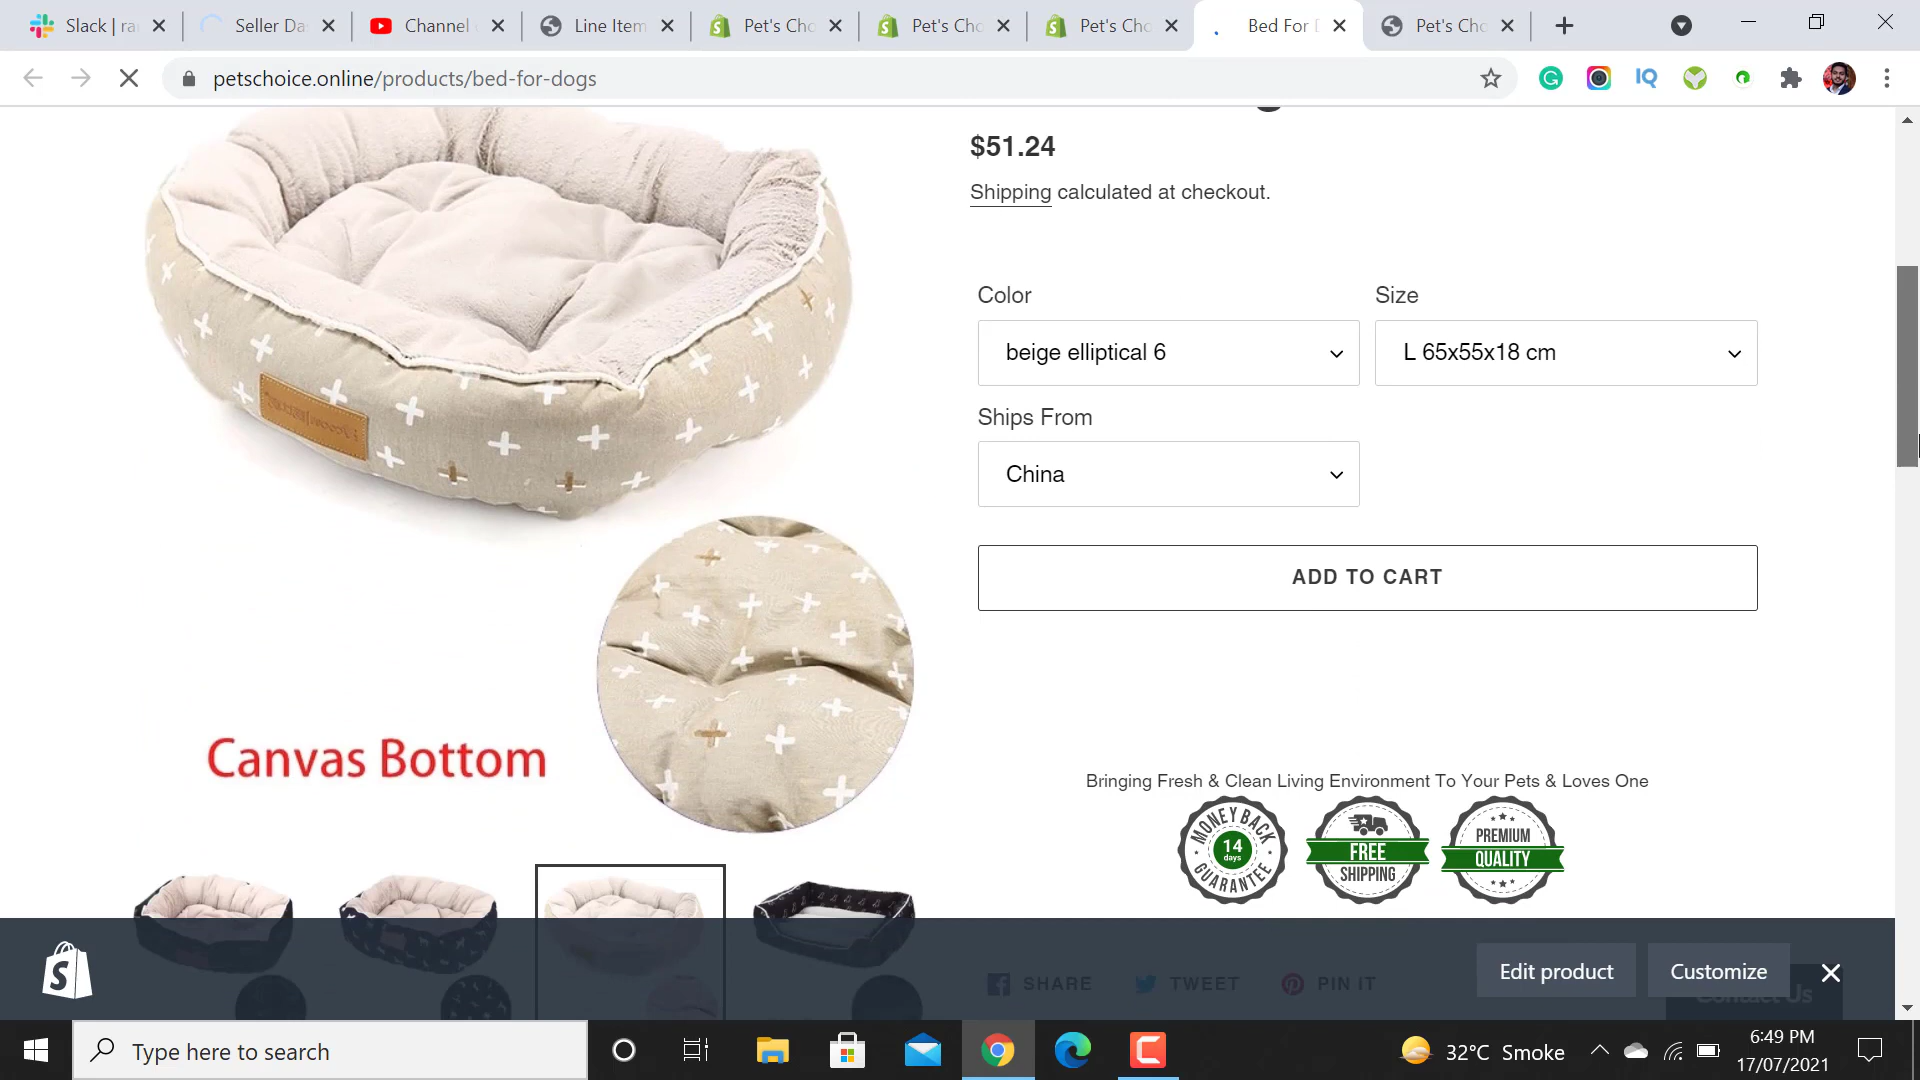 Slack | ra
Seller Da
Channel
Line Item
Pet's Cho
Pet's Cho
Pet's Cho
Bed For D
Pet's Cho
petschoice.online/products/bed-for-dogs
IQ
$51.24
Shipping calculated at checkout.
Color
Size
beige elliptical 6
L 65x55x18 cm
Ships From
China
ADD TO CART
Canvas Bottom
Bringing Fresh & Clean Living Environment To Your Pets & Loves One
MONEY BACK
14
days
GUARANTEE
FREE
SHIPPING
PREMIUM
QUALITY
SHARE
TWEET
PIN IT
Edit product
Customize
Contact Us
Type here to search
32°C Smoke
6:49 PM
17/07/2021